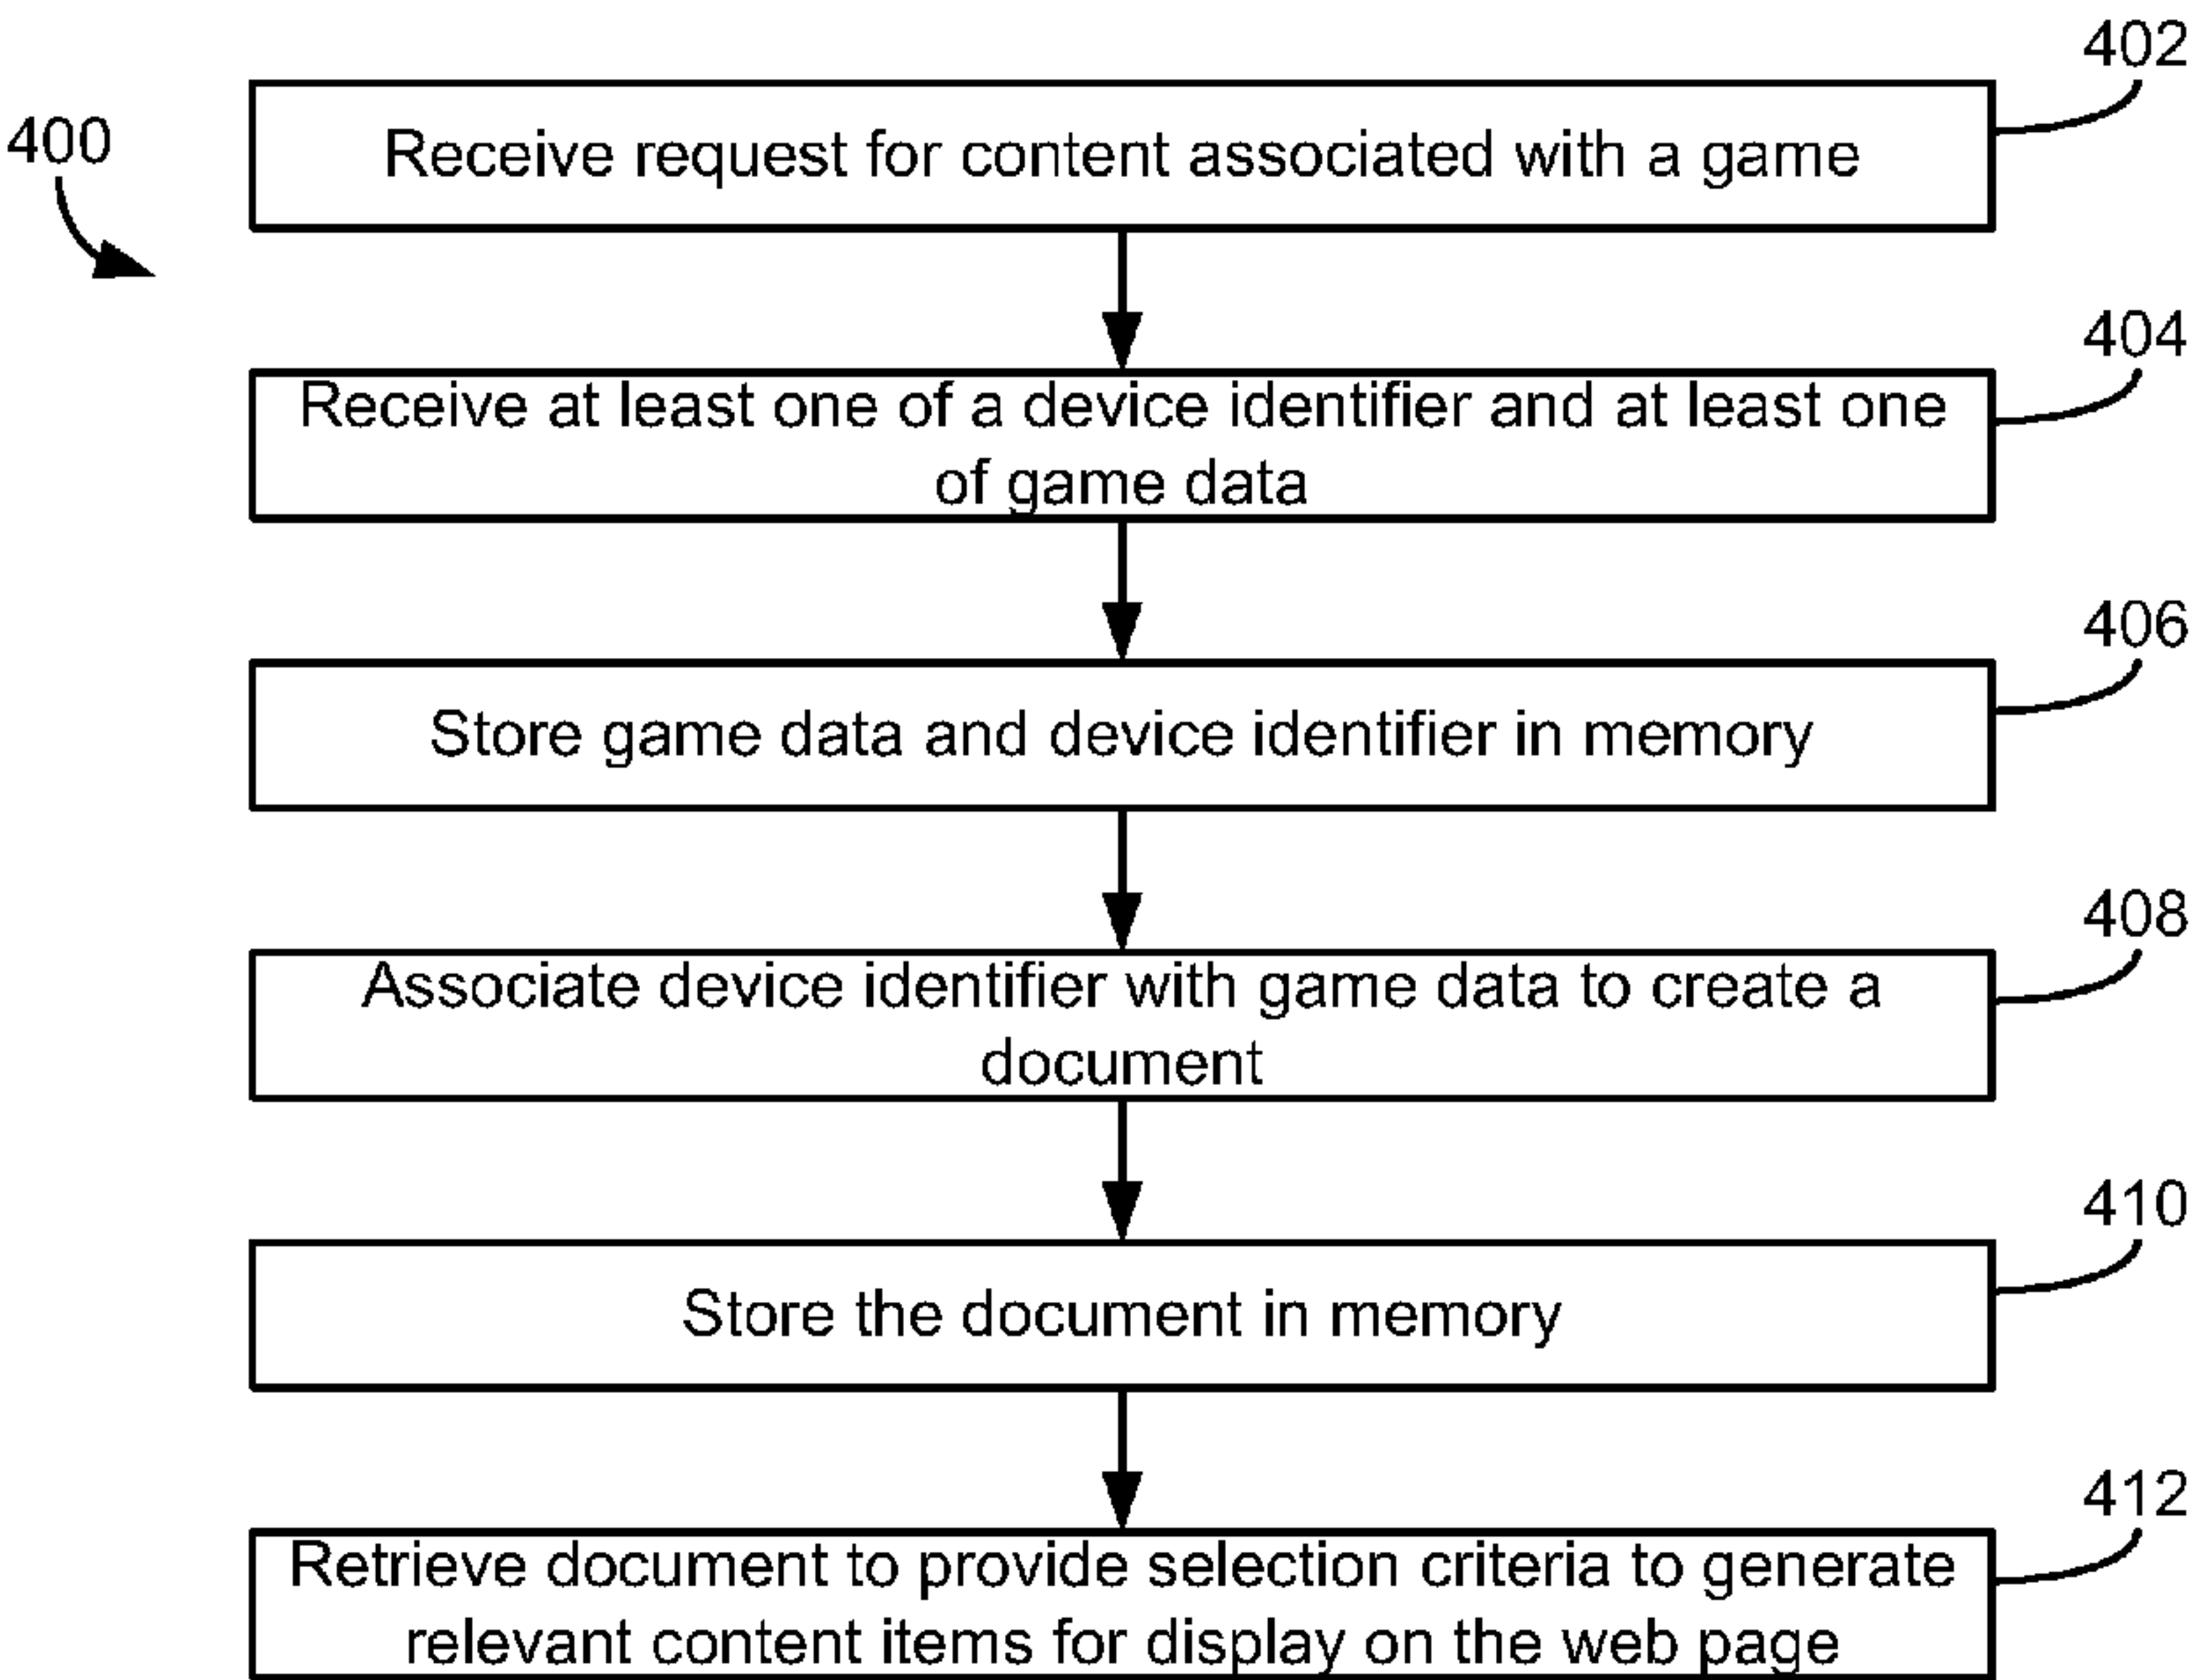 402
400
Receive request for content associated with a game
404
Receive at least one of a device identifier and at least one
of game data
406
Store game data and device identifier in memory
408
Associate device identifier with game data to create a
document
410
Store the document in memory
412
Retrieve document to provide selection criteria to generate
relevant content items for display on the web page